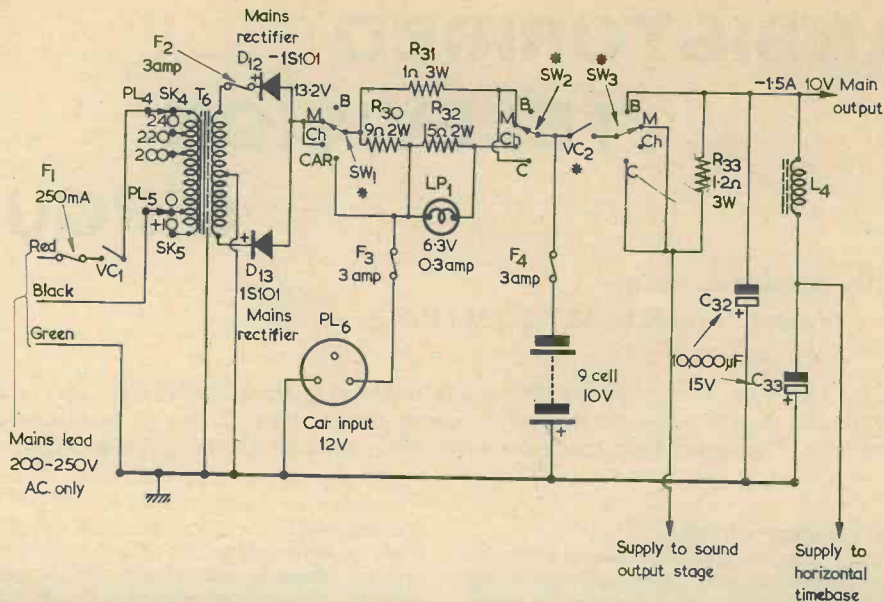 F2
3amp
Mains
rectifier
D12
-1S101
+
13·2V
PL4
SK4
T6
240
220
200
F1
250mA
PL5
0
+1
SK5
Red
VC1
Black
Green
Mains lead
200-250V
A.C. only
+
D13
1S101
Mains
rectifier
M
B
Ch
CAR
SW1
*
R31
1Ω 3W
R30
9Ω 2W
R32
15Ω 2W
LP1
6·3V
0·3amp
F3
3amp
PL6
Car input
12V
*
SW2
B
M
Ch
C
VC2
*
*
SW3
B
M
Ch
C
F4
3amp
9 cell
10V
+
R33
1·2Ω
3W
-1·5A 10V
Main
output
L4
C32
+
10,000µF
15V
C33
+
Supply to sound
output stage
Supply to
horizontal
timebase